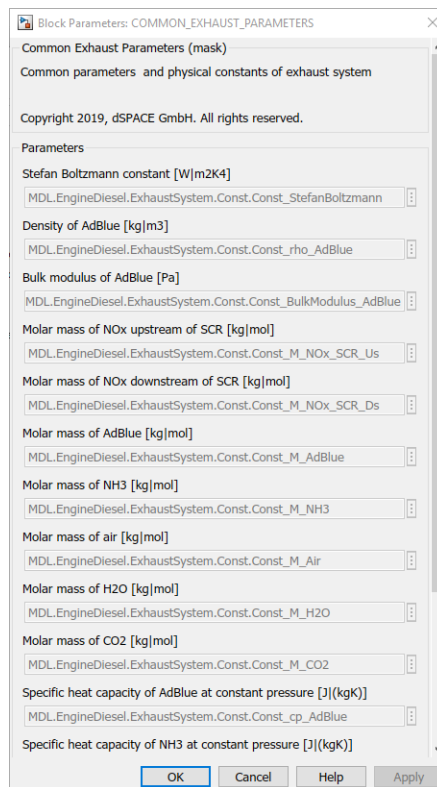 Block Parameters: COMMON_EXHAUST_PARAMETERS
Common Exhaust Parameters (mask)
Common parameters and physical constants of exhaust system
Copyright 2019, dSPACE GmbH. All rights reserved.
Parameters
Stefan Boltzmann constant [W|m2K4]
MDL.EngineDiesel.ExhaustSystem.Const.Const_StefanBoltzmann
Density of AdBlue [kg|m3]
MDL.EngineDiesel.ExhaustSystem.Const.Const_rho_AdBlue
Bulk modulus of AdBlue [Pa]
MDL.EngineDiesel.ExhaustSystem.Const.Const_BulkModulus_AdBlue
Molar mass of NOx upstream of SCR [kg|mol]
MDL.EngineDiesel.ExhaustSystem.Const.Const_M_NOx_SCR_Us
Molar mass of NOx downstream of SCR [kg|mol]
MDL.EngineDiesel.ExhaustSystem.Const.Const_M_NOx_SCR_Ds
Molar mass of AdBlue [kg|mol]
MDL.EngineDiesel.ExhaustSystem.Const.Const_M_AdBlue
Molar mass of NH3 [kg|mol]
MDL.EngineDiesel.ExhaustSystem.Const.Const_M_NH3
Molar mass of air [kg|mol]
MDL.EngineDiesel.ExhaustSystem.Const.Const_M_Air
Molar mass of H2O [kg|mol]
MDL.EngineDiesel.ExhaustSystem.Const.Const_M_H2O
Molar mass of CO2 [kg|mol]
MDL.EngineDiesel.ExhaustSystem.Const.Const_M_CO2
Specific heat capacity of AdBlue at constant pressure [J|(kgK)]
MDL.EngineDiesel.ExhaustSystem.Const.Const_cp_AdBlue
Specific heat capacity of NH3 at constant pressure [J|(kgK)]
OK Cancel Help Apply